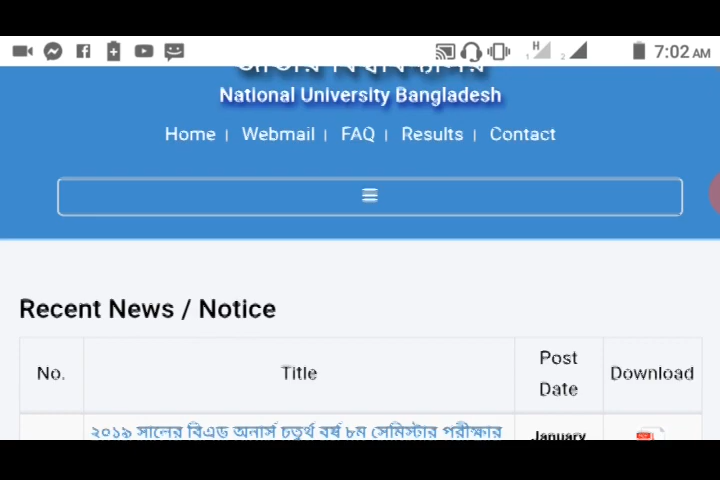 7:02 AM
National University Bangladesh
Home | Webmail | FAQ | Results | Contact
Recent News / Notice
No. Title Post Date Download
২০১৯ সালের বিএড অনার্স চতুর্থ বর্ষ ৮ম সেমিস্টার পরীক্ষার January